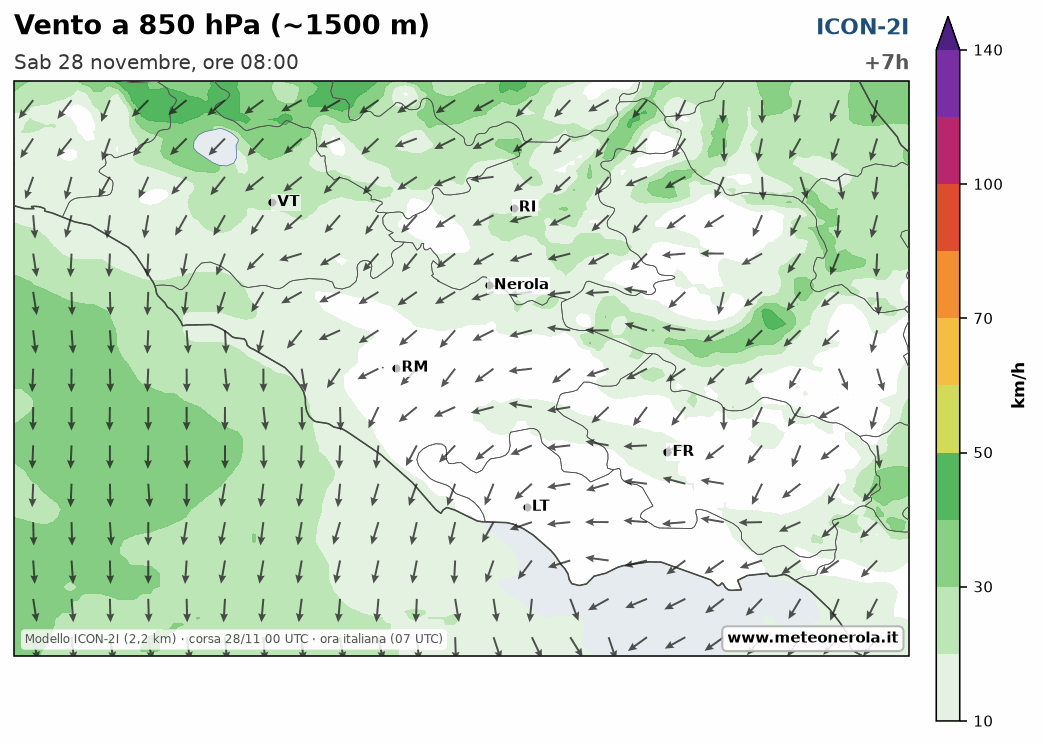 Vento a 850 hPa (~1500 m)
ICON-2I
Sab 28 novembre, ore 08:00
+7h
VT
RI
Nerola
RM
FR
LT
Modello ICON-2I (2,2 km) · corsa 28/11 00 UTC · ora italiana (07 UTC)
www.meteonerola.it
140
100
70
50
30
10
km/h